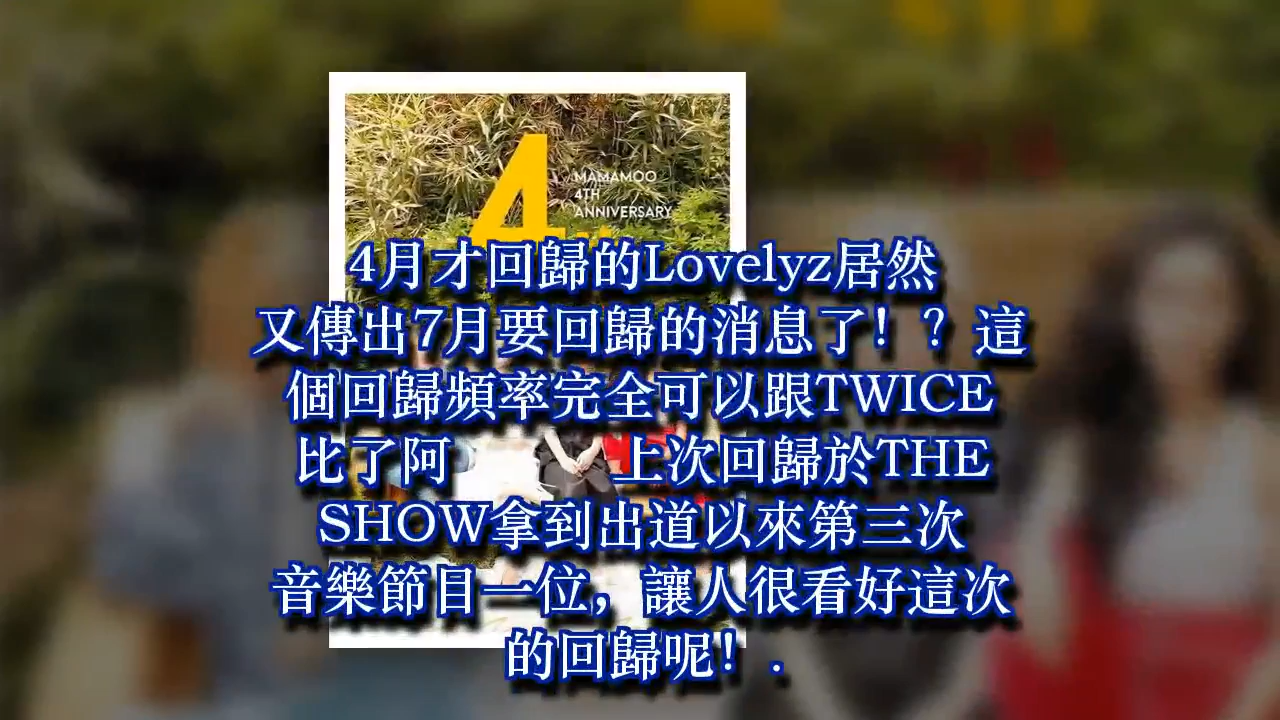 4
MAMAMOO
4TH
ANNIVERSARY
4月才回歸的Lovelyz居然
又傳出7月要回歸的消息了！？這
個回歸頻率完全可以跟TWICE
比了阿 上次回歸於THE
SHOW拿到出道以來第三次
音樂節目一位，讓人很看好這次
的回歸呢！.